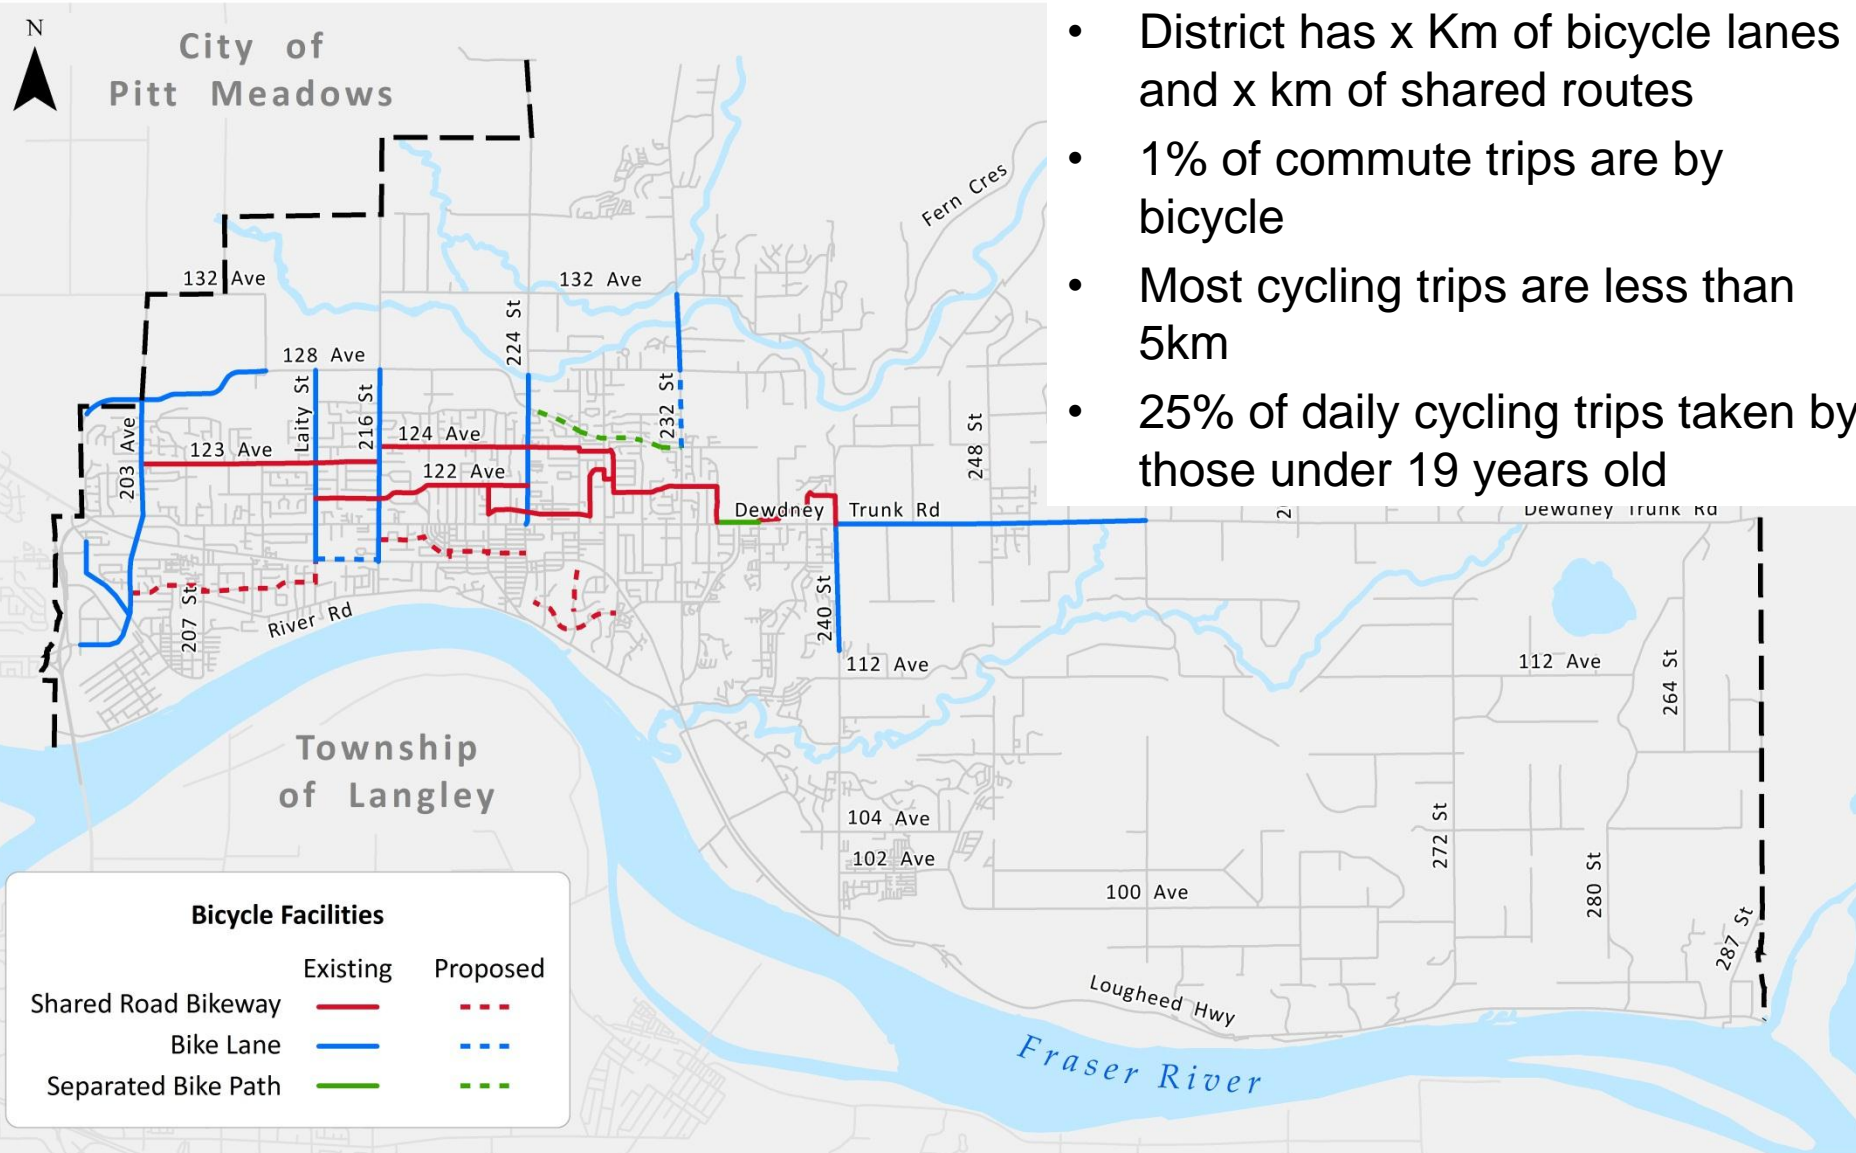 N
City of
Pitt Meadows
• District has x Km of bicycle lanes
and x km of shared routes
• 1% of commute trips are by
bicycle
• Most cycling trips are less than
5km
• 25% of daily cycling trips taken by
those under 19 years old
Fern Cres
132 Ave
132 Ave
224 St
128 Ave
Laity St
216 St
232 St
203 Ave
123 Ave
124 Ave
122 Ave
248 St
Dewdney Trunk Rd
Dewdney Trunk Rd
2
207 St
River Rd
240 St
112 Ave
112 Ave
264 St
Township
of Langley
104 Ave
102 Ave
272 St
100 Ave
280 St
287 St
Lougheed Hwy
Fraser River
Bicycle Facilities
Existing Proposed
Shared Road Bikeway
Bike Lane
Separated Bike Path